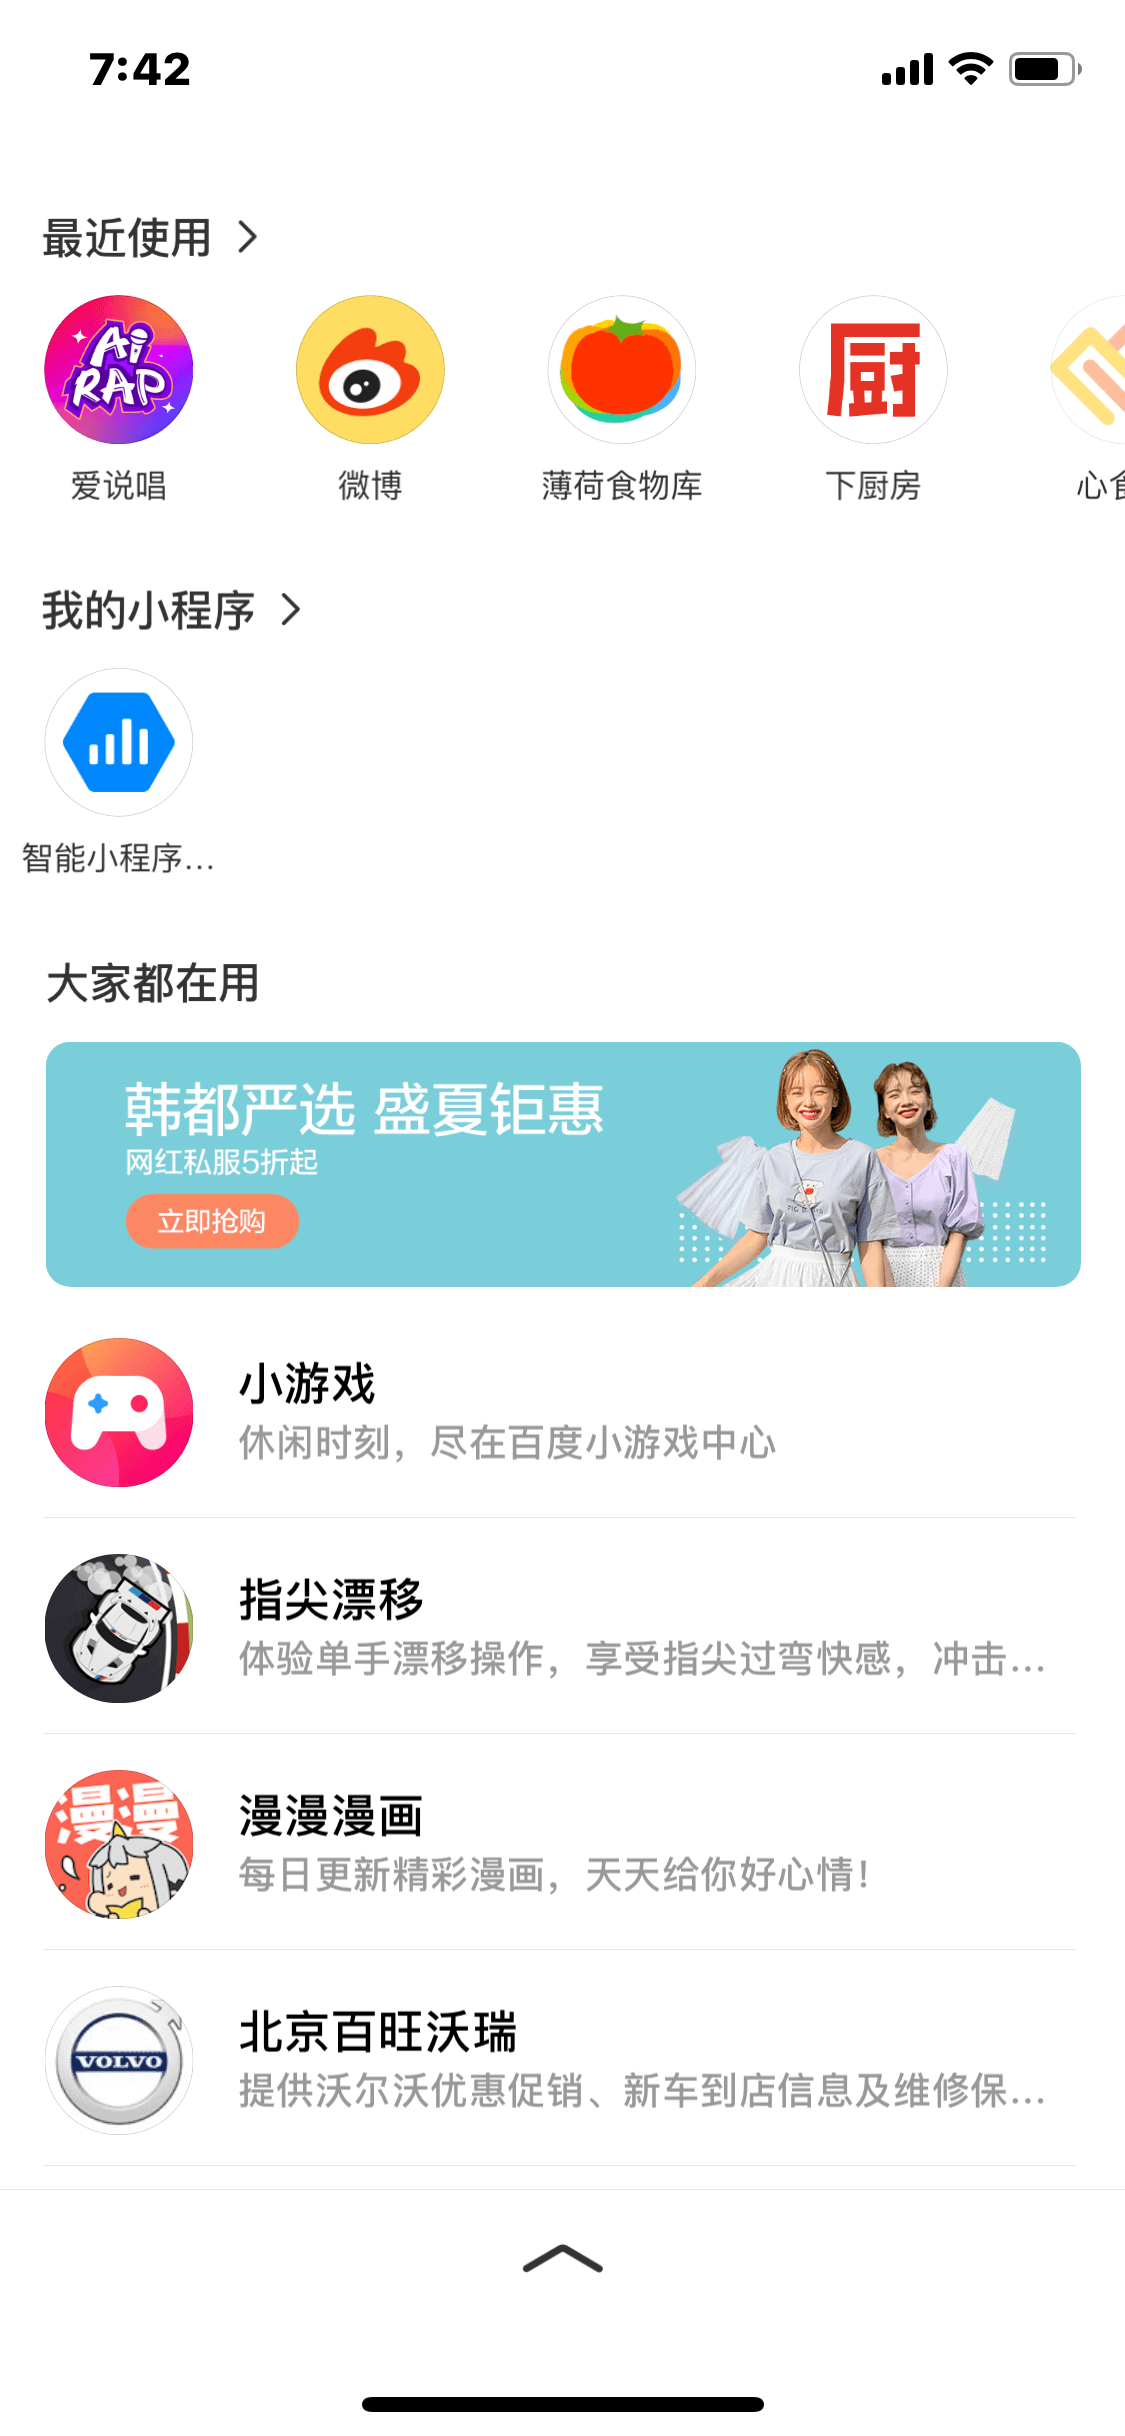 7:42
最近使用
Ai
RAP
厨
爱说唱
微博
薄荷食物库
下厨房
心食
我的小程序
智能小程序...
大家都在用
韩都严选 盛夏钜惠
网红私服5折起
立即抢购
PIG BABIS
小游戏
休闲时刻，尽在百度小游戏中心
指尖漂移
体验单手漂移操作，享受指尖过弯快感，冲击...
漫漫
漫漫漫画
每日更新精彩漫画，天天给你好心情！
VOLVO
北京百旺沃瑞
提供沃尔沃优惠促销、新车到店信息及维修保...